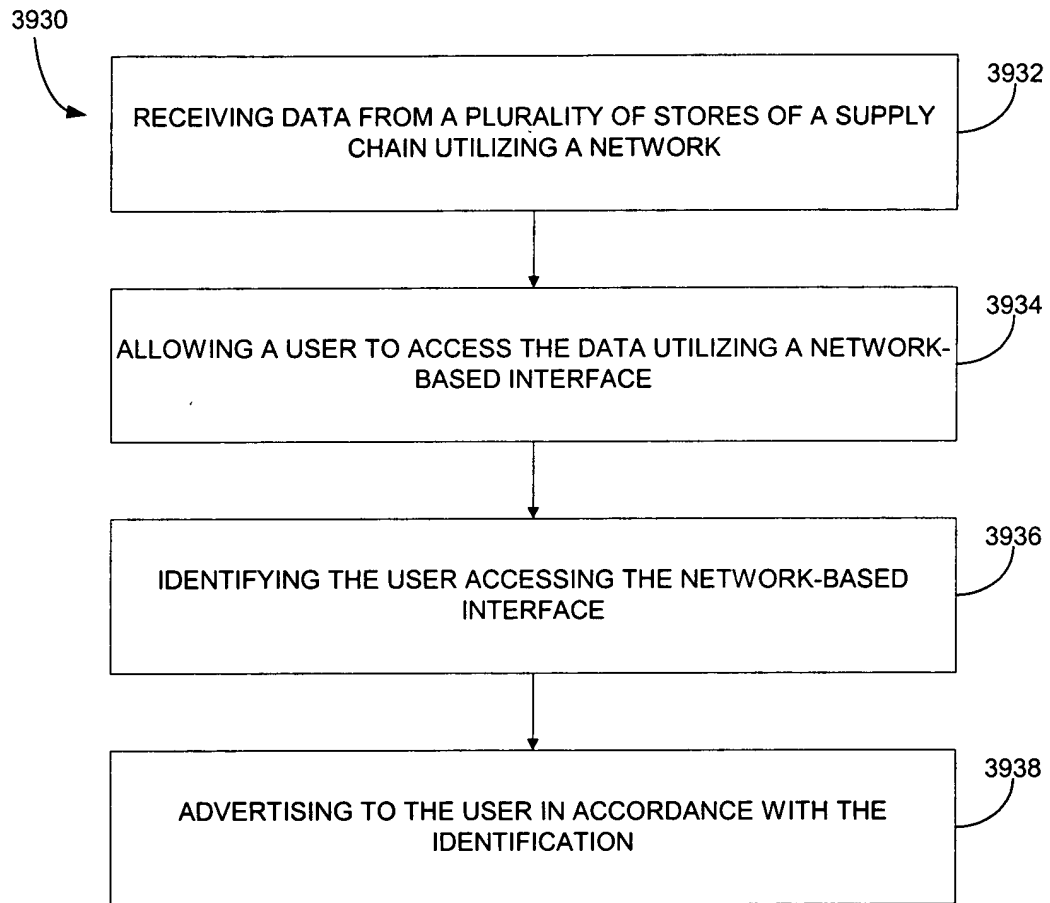 3930
3932
RECEIVING DATA FROM A PLURALITY OF STORES OF A SUPPLY
CHAIN UTILIZING A NETWORK
3934
ALLOWING A USER TO ACCESS THE DATA UTILIZING A NETWORK-
BASED INTERFACE
3936
IDENTIFYING THE USER ACCESSING THE NETWORK-BASED
INTERFACE
3938
ADVERTISING TO THE USER IN ACCORDANCE WITH THE
IDENTIFICATION